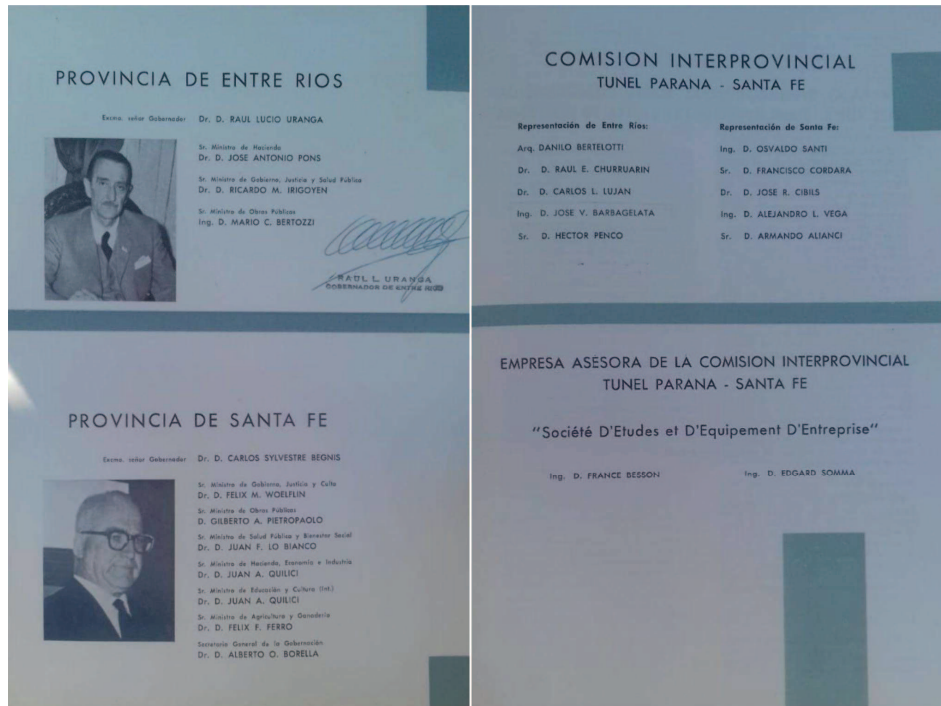 PROVINCIA DE ENTRE RIOS
Excmo. señor Gobernador Dr. D. RAUL LUCIO URANGA
Sr. Ministro de Hacienda
Dr. D. JOSE ANTONIO PONS
Sr. Ministro de Gobierno, Justicia y Salud Pública
Dr. D. RICARDO M. IRIGOYEN
Sr. Ministro de Obras Públicas
Ing. D. MARIO C. BERTOZZI
RAUL L. URANGA
GOBERNADOR DE ENTRE RIOS
PROVINCIA DE SANTA FE
Excmo. señor Gobernador Dr. D. CARLOS SYLVESTRE BEGNIS
Sr. Ministro de Gobierno, Justicia y Culto
Dr. D. FELIX M. WOELFLIN
Sr. Ministro de Obras Públicas
D. GILBERTO A. PIETROPAOLO
Sr. Ministro de Salud Pública y Bienestar Social
Dr. D. JUAN F. LO BIANCO
Sr. Ministro de Hacienda, Economía e Industria
Dr. D. JUAN A. QUILICI
Sr. Ministro de Educación y Cultura (Int.)
Dr. D. JUAN A. QUILICI
Sr. Ministro de Agricultura y Ganadería
Dr. D. FELIX F. FERRO
Secretario General de la Gobernación
Dr. D. ALBERTO O. BORELLA
COMISION INTERPROVINCIAL
TUNEL PARANA - SANTA FE
Representación de Entre Ríos:
Arq. DANILO BERTELOTTI
Dr. D. RAUL E. CHURRUARIN
Dr. D. CARLOS L. LUJAN
Ing. D. JOSE V. BARBAGELATA
Sr. D. HECTOR PENCO
Representación de Santa Fe:
Ing. D. OSVALDO SANTI
Sr. D. FRANCISCO CORDARA
Dr. D. JOSE R. CIBILS
Ing. D. ALEJANDRO L. VEGA
Sr. D. ARMANDO ALIANCI
EMPRESA ASESORA DE LA COMISION INTERPROVINCIAL
TUNEL PARANA - SANTA FE
"Société D'Etudes et D'Equipement D'Entreprise"
Ing. D. FRANCE BESSON
Ing. D. EDGARD SOMMA